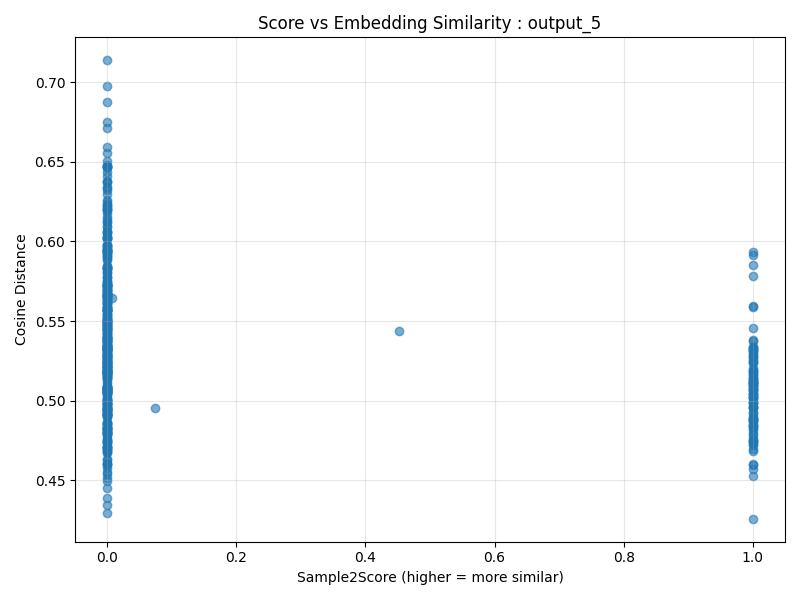 Score vs Embedding Similarity : output_5
Cosine Distance
0.70
0.65
0.60
0.55
0.50
0.45
0.0 0.2 0.4 0.6 0.8 1.0
Sample2Score (higher = more similar)